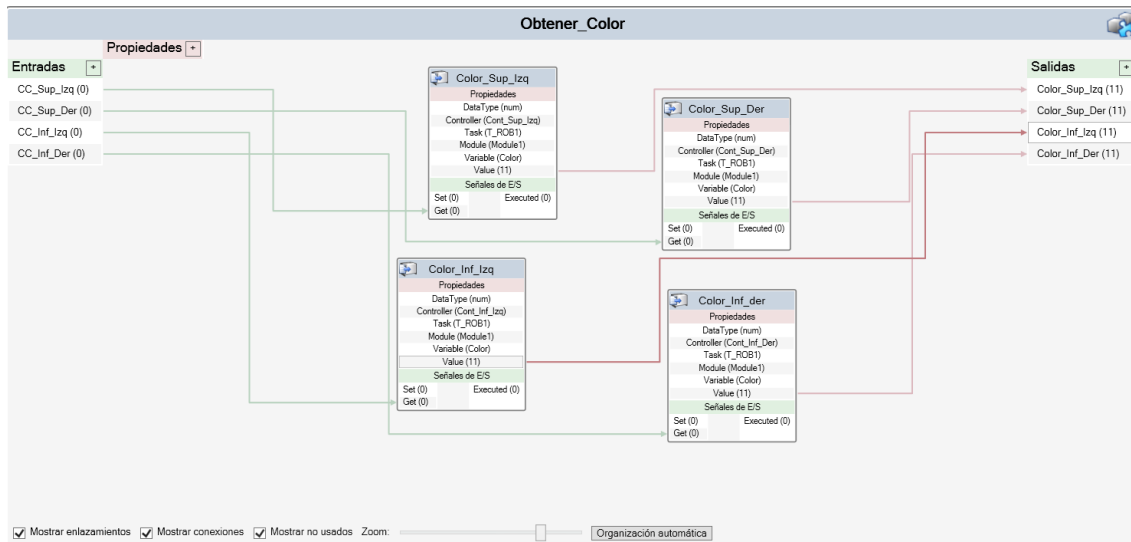 Obtener_Color
Propiedades +
Entradas +
CC_Sup_Izq (0)
CC_Sup_Der (0)
CC_Inf_Izq (0)
CC_Inf_Der (0)
Color_Sup_Izq
Propiedades
DataType (num)
Controller (Cont_Sup_Izq)
Task (T_ROB1)
Module (Module1)
Variable (Color)
Value (11)
Señales de E/S
Set (0) Executed (0)
Get (0)
Color_Sup_Der
Propiedades
DataType (num)
Controller (Cont_Sup_Der)
Task (T_ROB1)
Module (Module1)
Variable (Color)
Value (11)
Señales de E/S
Set (0) Executed (0)
Get (0)
Color_Inf_Izq
Propiedades
DataType (num)
Controller (Cont_Inf_Izq)
Task (T_ROB1)
Module (Module1)
Variable (Color)
Value (11)
Señales de E/S
Set (0) Executed (0)
Get (0)
Color_Inf_der
Propiedades
DataType (num)
Controller (Cont_Inf_Der)
Task (T_ROB1)
Module (Module1)
Variable (Color)
Value (11)
Señales de E/S
Set (0) Executed (0)
Get (0)
Salidas +
Color_Sup_Izq (11)
Color_Sup_Der (11)
Color_Inf_Izq (11)
Color_Inf_Der (11)
Mostrar enlazamientos Mostrar conexiones Mostrar no usados Zoom: Organización automática